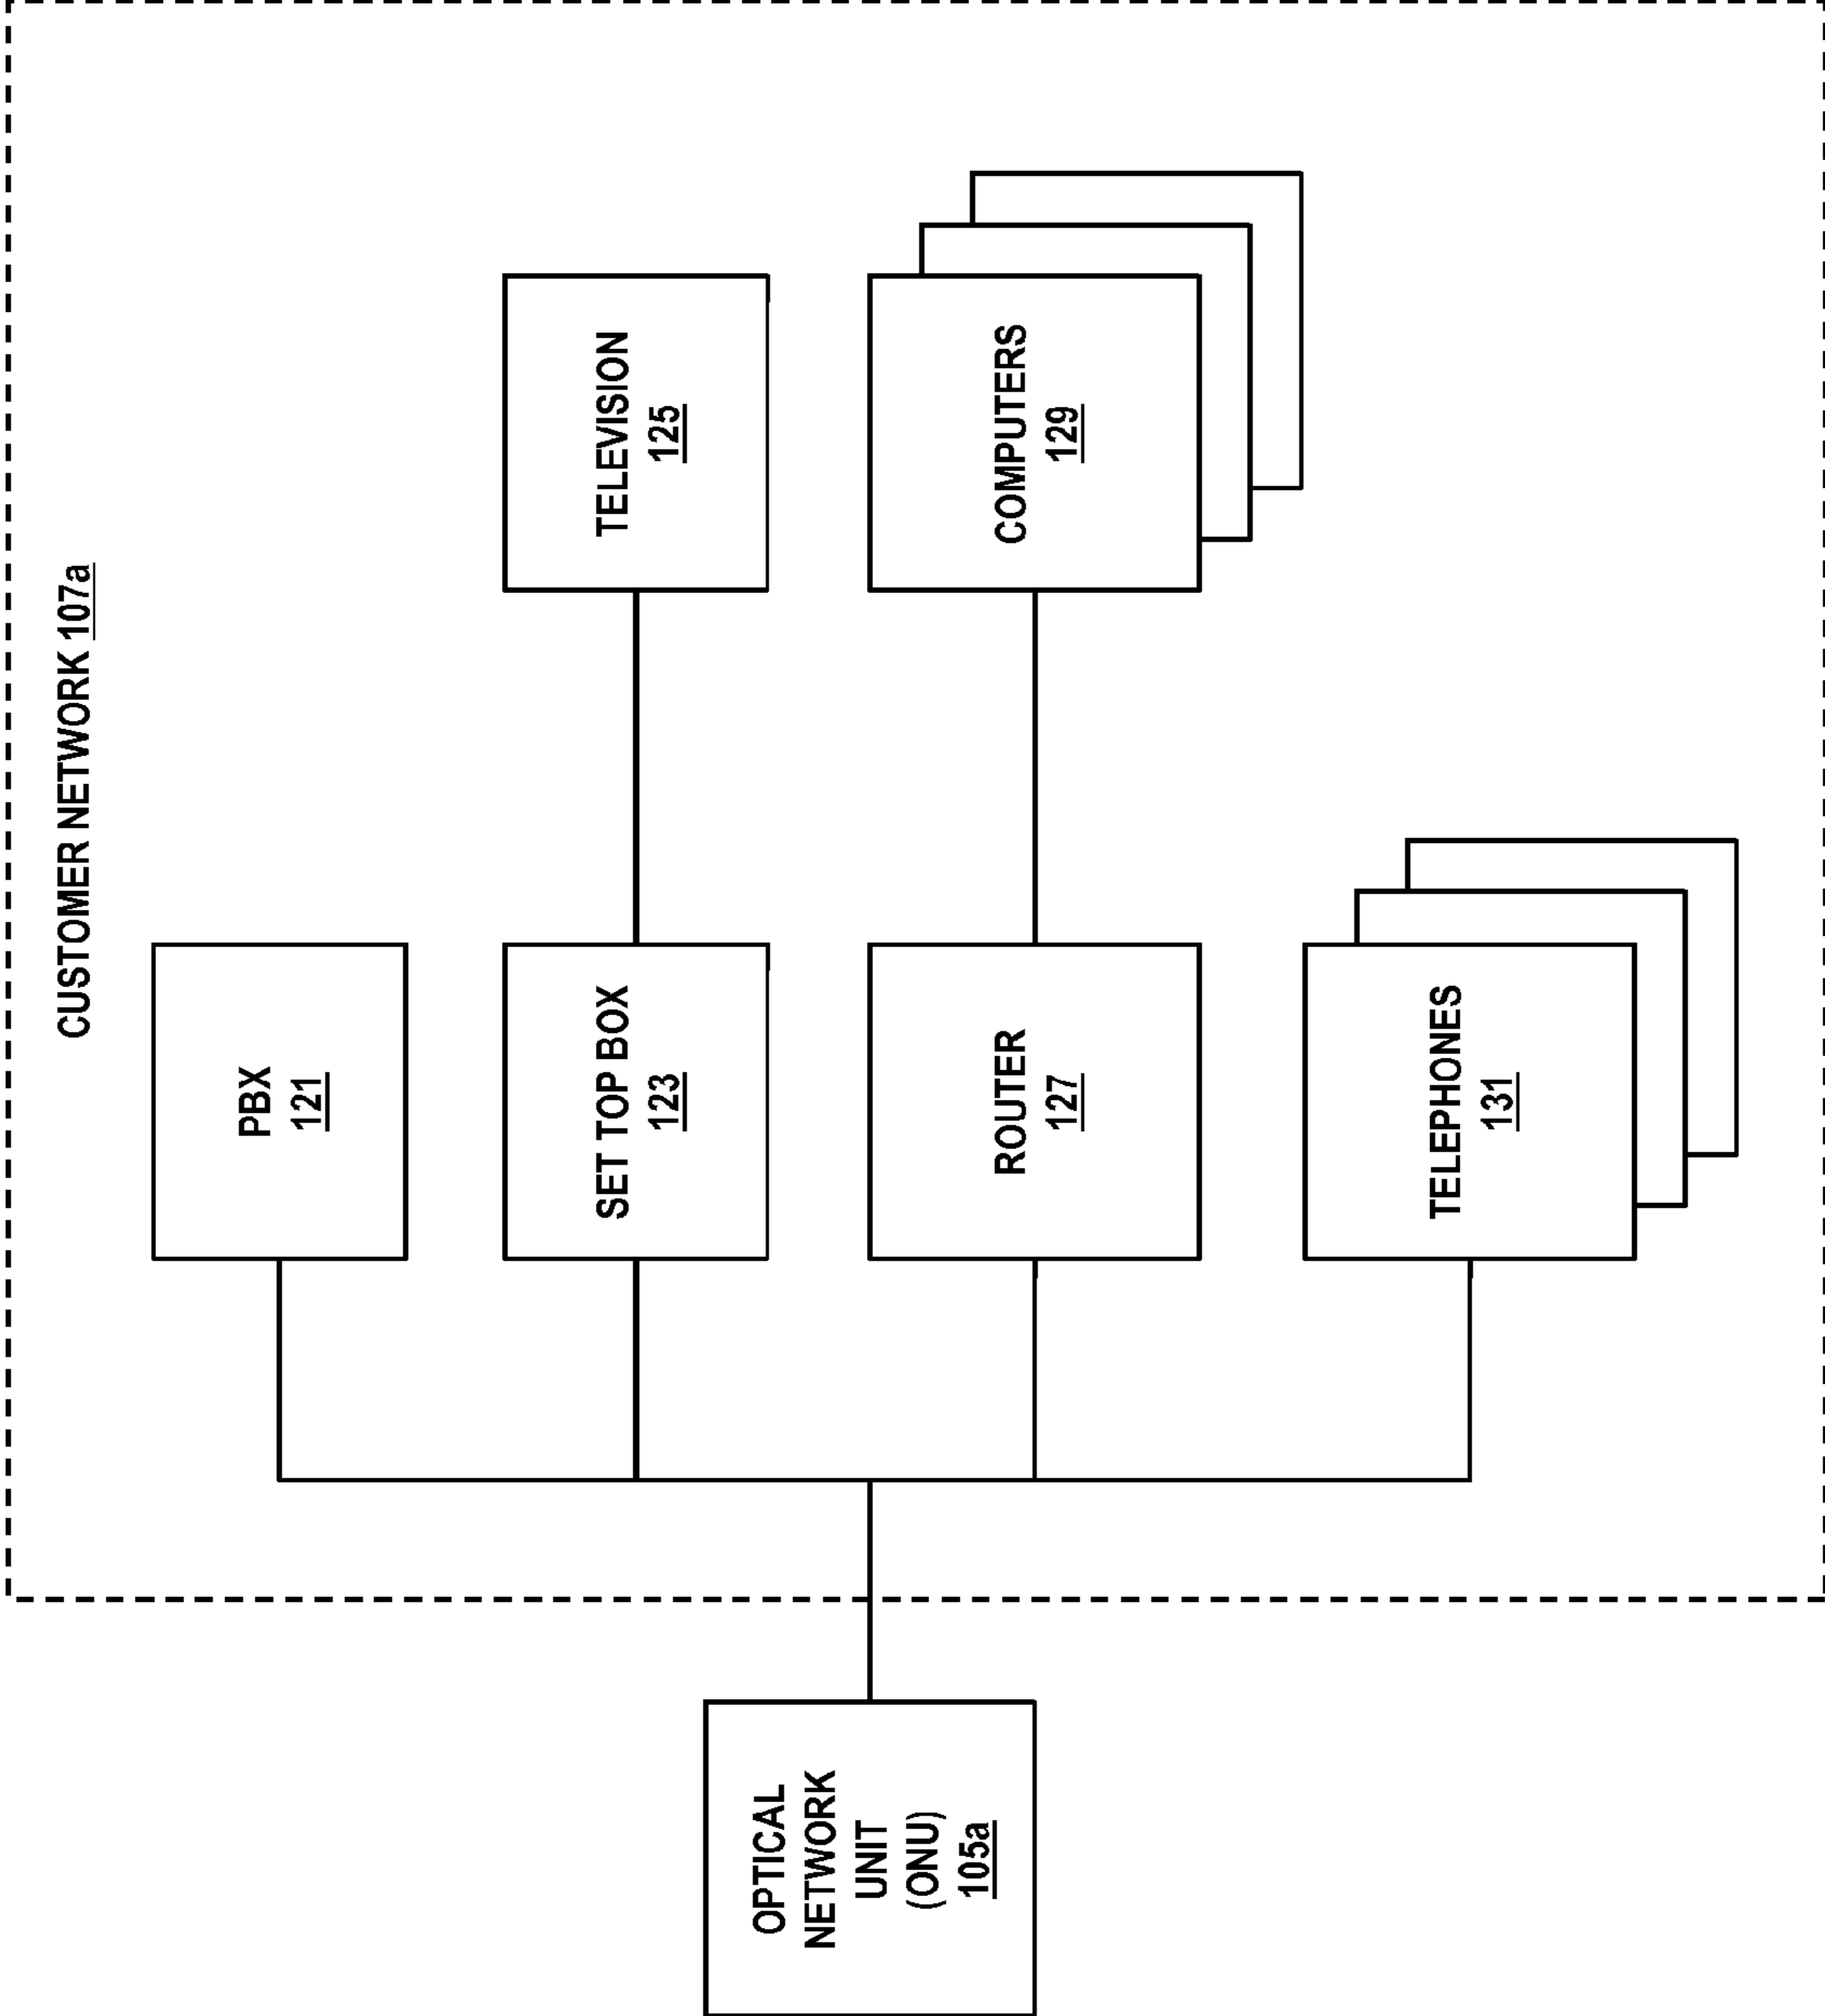 CUSTOMER NETWORK 107a
PBX
121
SET TOP BOX
123
TELEVISION
125
ROUTER
127
COMPUTERS
129
TELEPHONES
131
OPTICAL
NETWORK
UNIT
(ONU)
105a